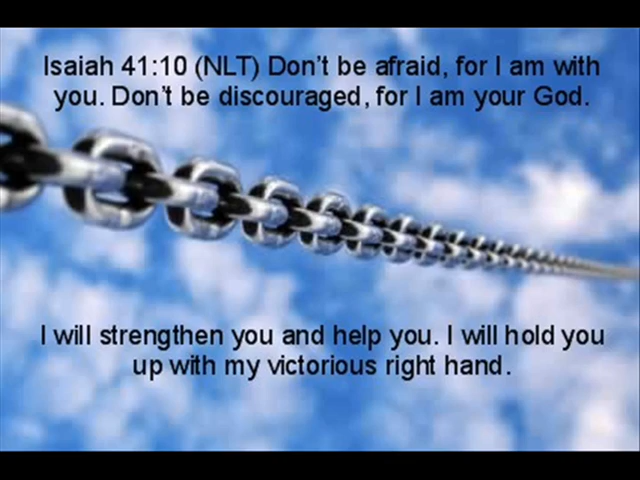 Isaiah 41:10 (NLT) Don't be afraid, for I am with
you. Don't be discouraged, for I am your God.
I will strengthen you and help you. I will hold you
up with my victorious right hand.